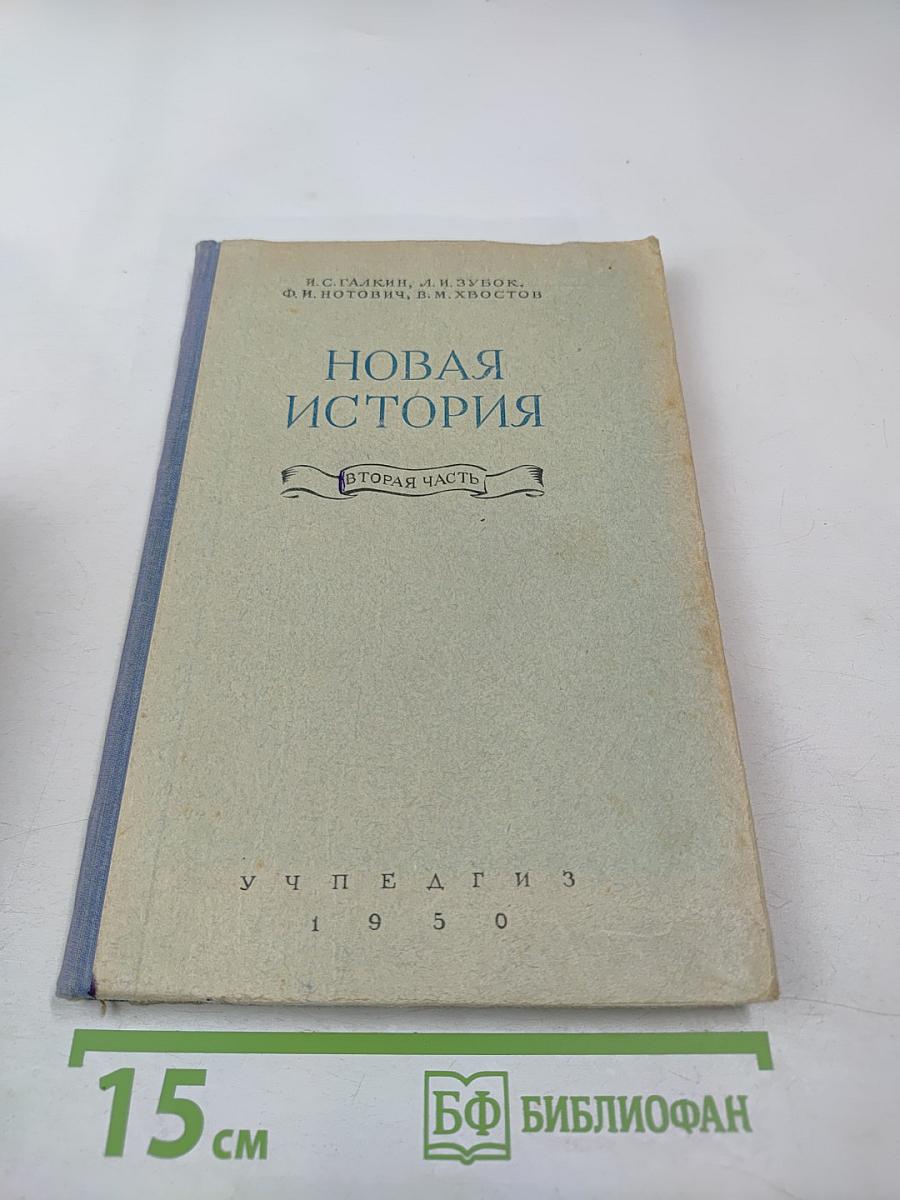 И. С. ГАЛКИН, Л. И. ЗУБОК,
Ф. И. НОТОВИЧ, В. М. ХВОСТОВ
НОВАЯ
ИСТОРИЯ
ВТОРАЯ ЧАСТЬ
УЧПЕДГИЗ
1950
15 см
БФ БИБЛИОФАН